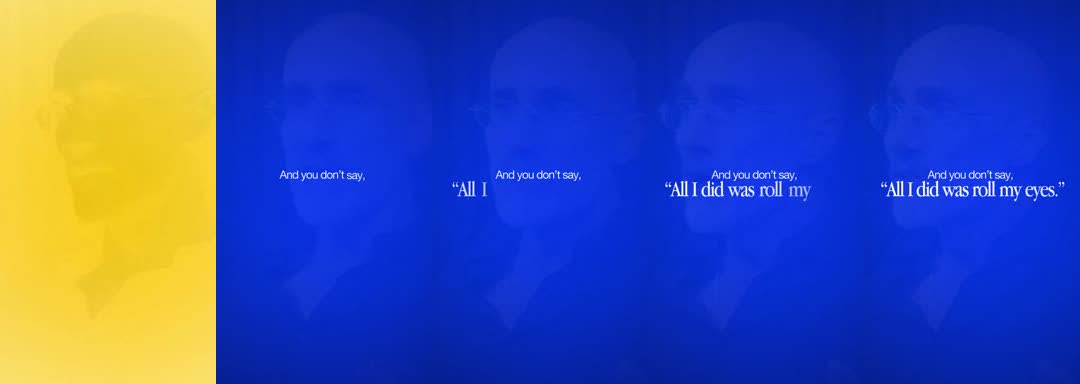 And you don't say,
And you don't say,
“All I
And you don't say,
“All I did was roll my
And you don't say,
“All I did was roll my eyes.”